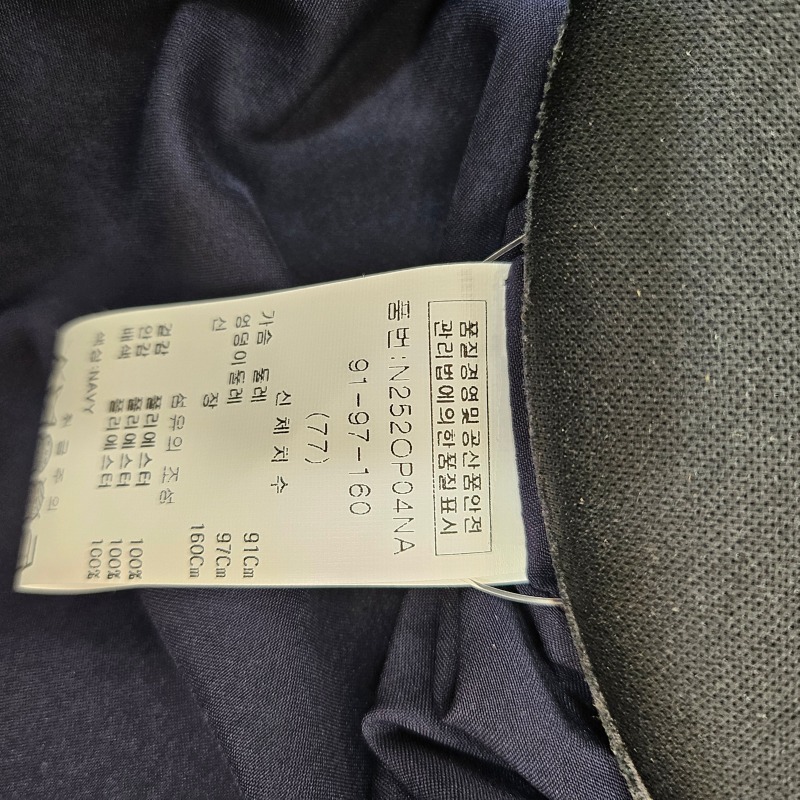 품질경영및공산품안전
관리법에의한품질표시
품번:N252OP04NA
91-97-160
(77)
신체치수
가슴 둘레 91Cm
엉덩이둘레 97Cm
신 장 160Cm
섬유의 조성
겉감 폴리에스터 100%
안감 폴리에스터 100%
배색 폴리에스터 100%
색상:NAVY
취급주의